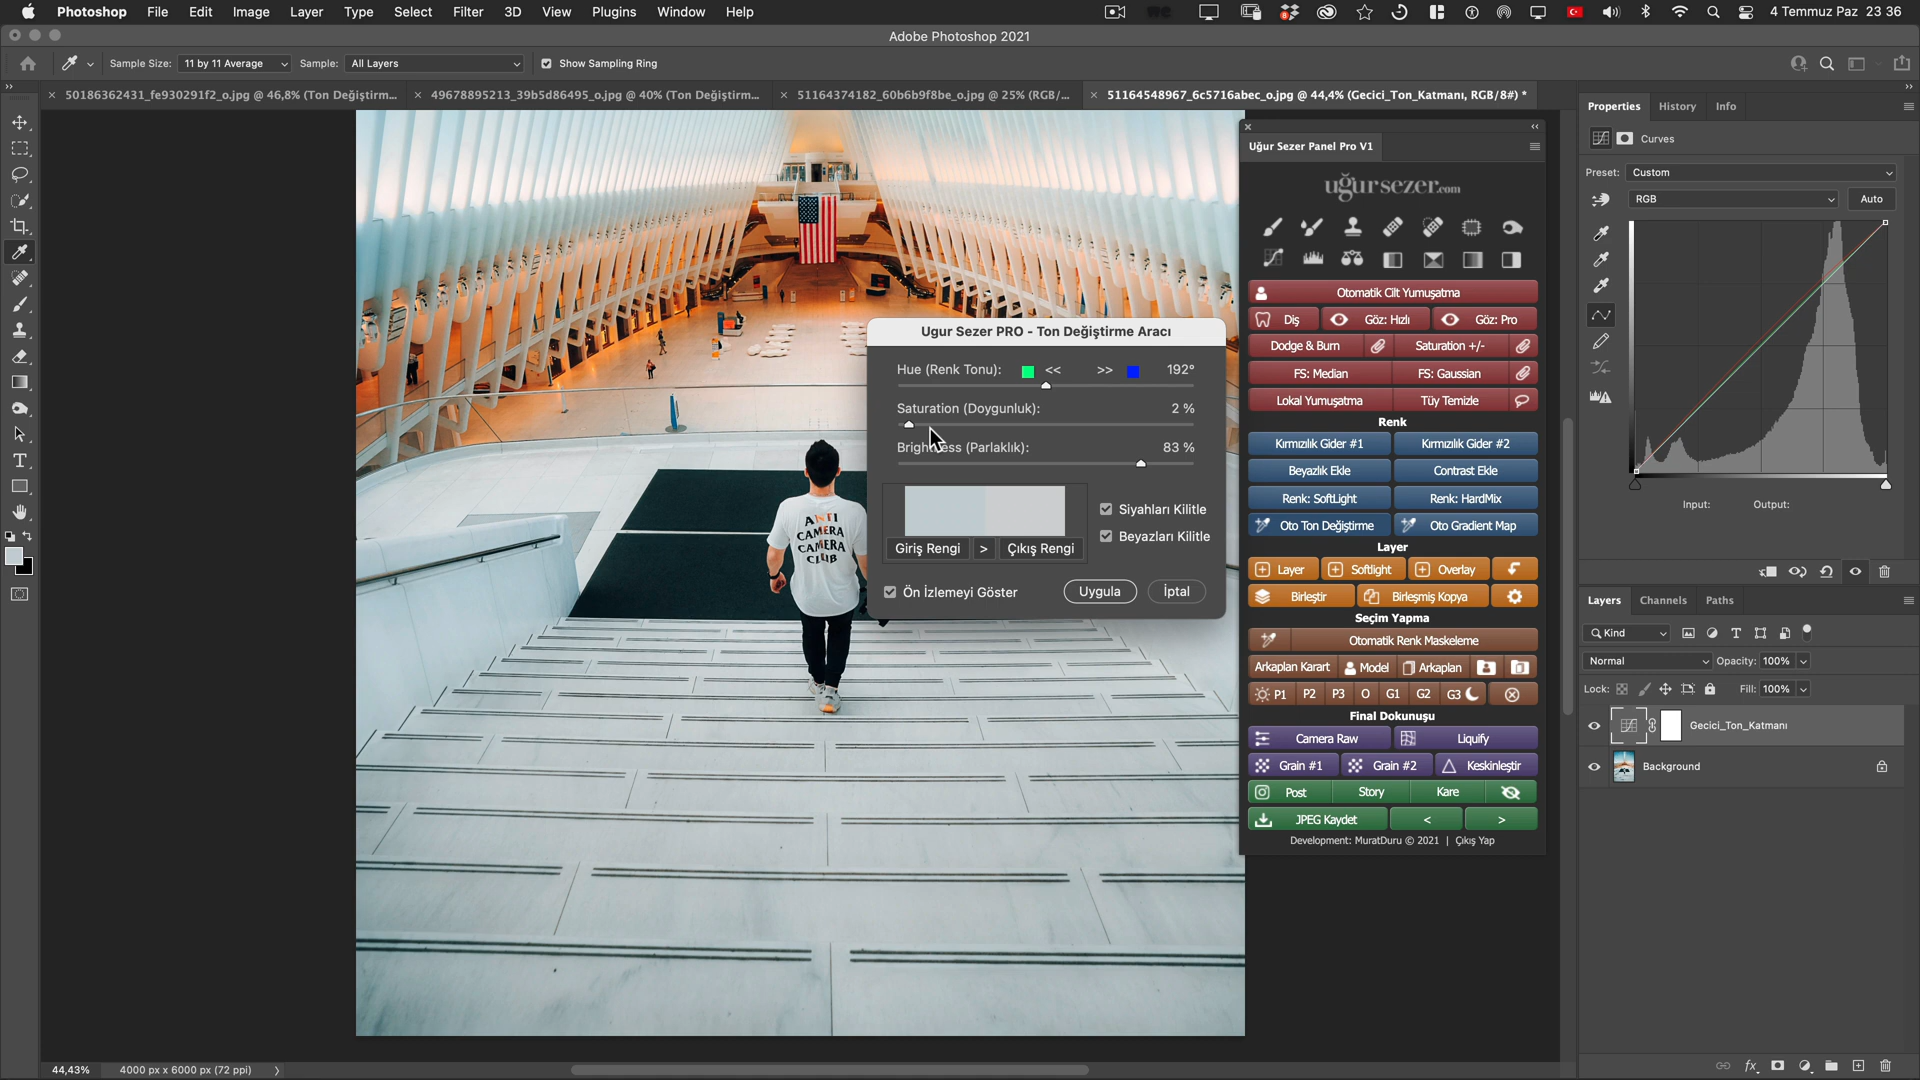 Photoshop File Edit Image Layer Type Select Filter 3D View Plugins Window Help
4 Temmuz Paz 23 36
Adobe Photoshop 2021
Sample Size: 11 by 11 Average Sample: All Layers Show Sampling Ring
50186362431_fe930291f2_o.jpg @ 46,8% (Ton Değiştirm...
49678895213_39b5d86495_o.jpg @ 40% (Ton Değiştirm...
51164374182_60b6b9f8be_o.jpg @ 25% (RGB/...
51164548967_6c5716abec_o.jpg @ 44,4% (Gecici_Ton_Katmanı, RGB/8#) *
ANTI
CAMERA
CAMERA
CLUB
Ugur Sezer PRO - Ton Değiştirme Aracı
Hue (Renk Tonu): << >> 192°
Saturation (Doygunluk): 2 %
Brightness (Parlaklık): 83 %
Siyahları Kilitle
Beyazları Kilitle
Giriş Rengi > Çıkış Rengi
Ön İzlemeyi Göster Uygula İptal
Uğur Sezer Panel Pro V1
uğursezer.com
Otomatik Cilt Yumuşatma
Diş Göz: Hızlı Göz: Pro
Dodge & Burn Saturation +/-
FS: Median FS: Gaussian
Lokal Yumuşatma Tüy Temizle
Renk
Kırmızılık Gider #1 Kırmızılık Gider #2
Beyazlık Ekle Contrast Ekle
Renk: SoftLight Renk: HardMix
Oto Ton Değiştirme Oto Gradient Map
Layer
Layer Softlight Overlay
Birleştir Birleşmiş Kopya
Seçim Yapma
Otomatik Renk Maskeleme
Arkaplan Karart Model Arkaplan
P1 P2 P3 O G1 G2 G3
Final Dokunuşu
Camera Raw Liquify
Grain #1 Grain #2 Keskinleştir
Post Story Kare
JPEG Kaydet < >
Development: MuratDuru © 2021 | Çıkış Yap
Properties History Info
Curves
Preset: Custom
RGB Auto
Input: Output:
Layers Channels Paths
Kind
Normal Opacity: 100%
Lock: Fill: 100%
Gecici_Ton_Katmanı
Background
44,43% 4000 px x 6000 px (72 ppi)